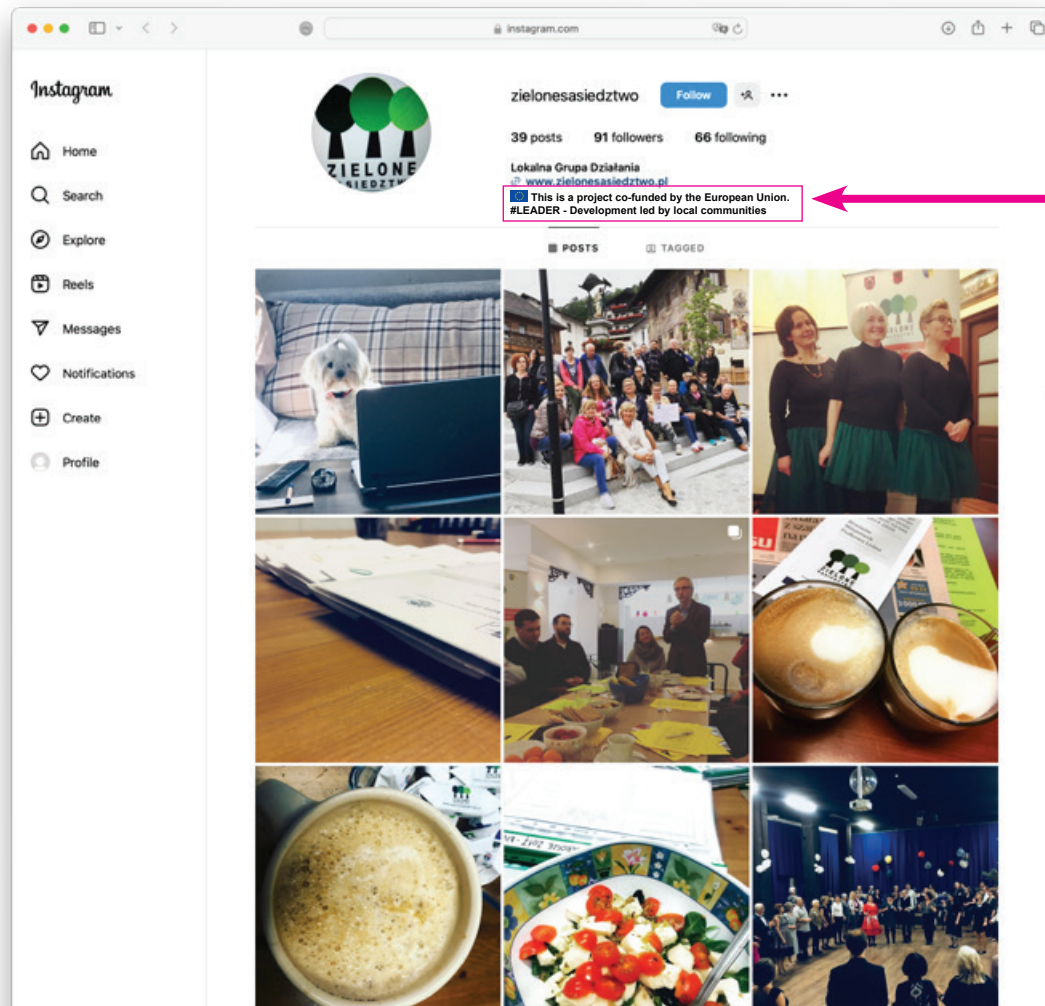 instagram.com
Instagram
Home
Search
Explore
Reels
Messages
Notifications
Create
Profile
ZIELONE
zielonesasiedztwo
Follow
39 posts 91 followers 66 following
Lokalna Grupa Działania
www.zielonesasiedztwo.pl
This is a project co-funded by the European Union.
#LEADER - Development led by local communities
POSTS TAGGED
ZIELONE
ZIELONE